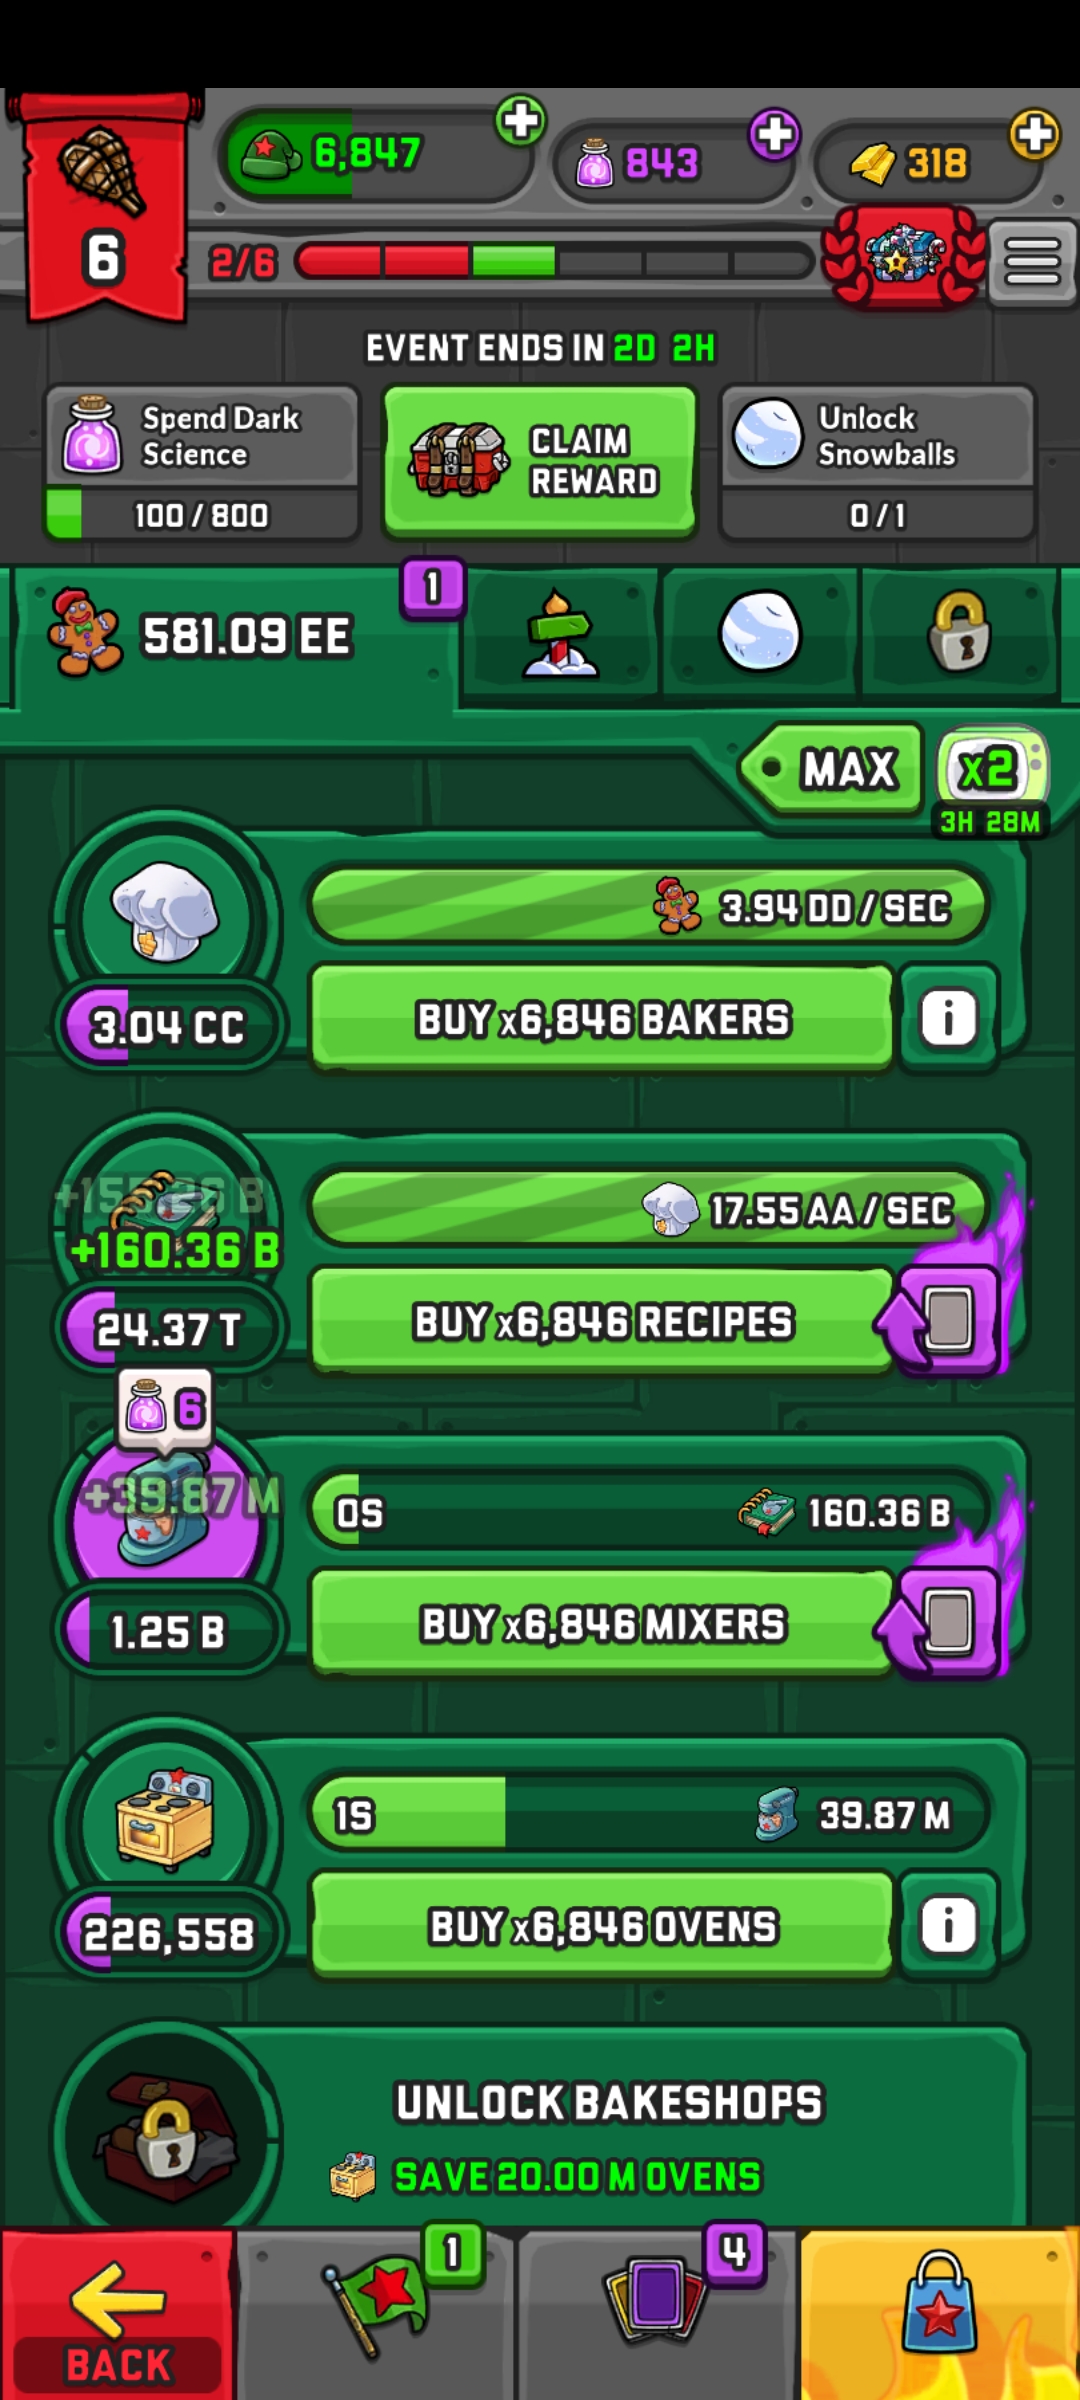 6,847
843
318
6
2/6
EVENT ENDS IN 2D 2H
Spend Dark
Science
100 / 800
CLAIM
REWARD
Unlock
Snowballs
0 / 1
581.09 EE
1
MAX
x2
3H 28M
3.94 DD / SEC
3.04 CC
BUY x6,846 BAKERS
i
+160.36 B
17.55 AA / SEC
24.37 T
BUY x6,846 RECIPES
6
+39.87 M
0S
160.36 B
1.25 B
BUY x6,846 MIXERS
1S
39.87 M
226,558
BUY x6,846 OVENS
i
UNLOCK BAKESHOPS
SAVE 20.00 M OVENS
BACK
1
4